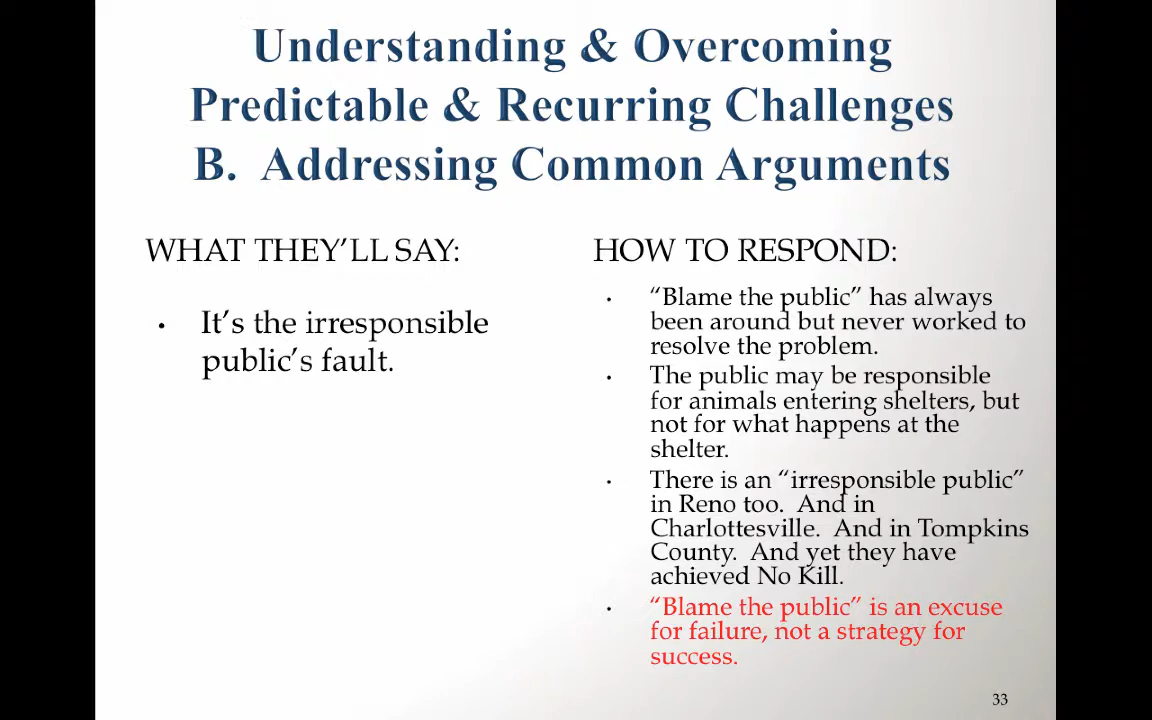 Understanding & Overcoming
Predictable & Recurring Challenges
B. Addressing Common Arguments
WHAT THEY’LL SAY:
• It’s the irresponsible
public’s fault.
HOW TO RESPOND:
• “Blame the public” has always
been around but never worked to
resolve the problem.
• The public may be responsible
for animals entering shelters, but
not for what happens at the
shelter.
• There is an “irresponsible public”
in Reno too. And in
Charlottesville. And in Tompkins
County. And yet they have
achieved No Kill.
• “Blame the public” is an excuse
for failure, not a strategy for
success.
33